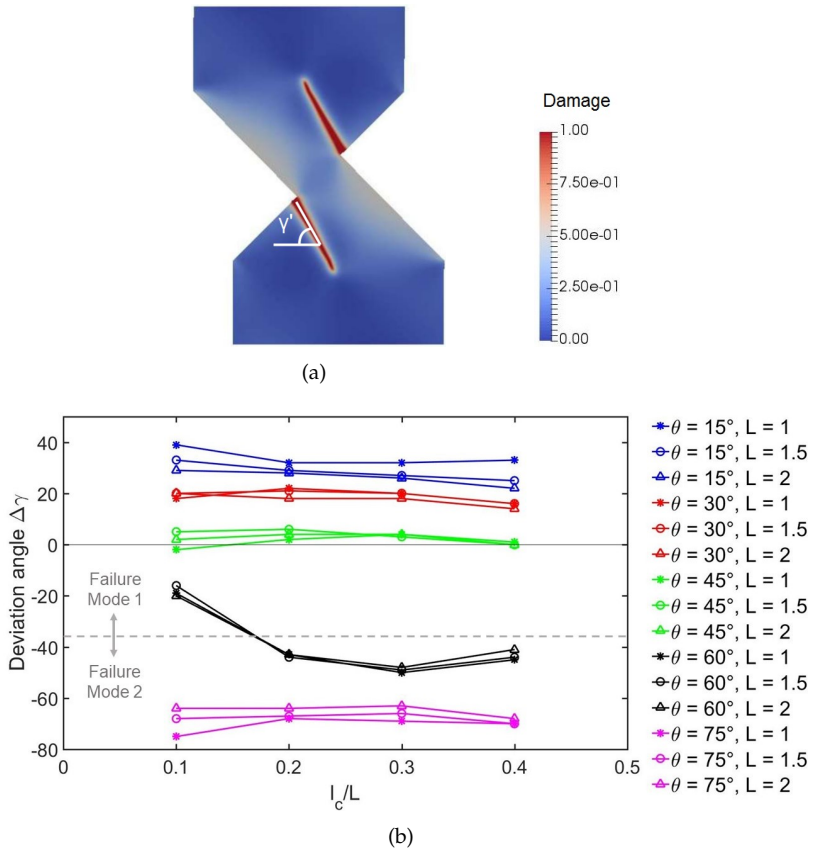 Damage
1.00
7.50e-01
5.00e-01
2.50e-01
0.00
γ'
(a)
Deviation angle Δγ
40
20
0
-20
-40
-60
-80
Failure
Mode 1
Failure
Mode 2
0
0.1
0.2
0.3
0.4
0.5
l_c/L
θ = 15°, L = 1
θ = 15°, L = 1.5
θ = 15°, L = 2
θ = 30°, L = 1
θ = 30°, L = 1.5
θ = 30°, L = 2
θ = 45°, L = 1
θ = 45°, L = 1.5
θ = 45°, L = 2
θ = 60°, L = 1
θ = 60°, L = 1.5
θ = 60°, L = 2
θ = 75°, L = 1
θ = 75°, L = 1.5
θ = 75°, L = 2
(b)